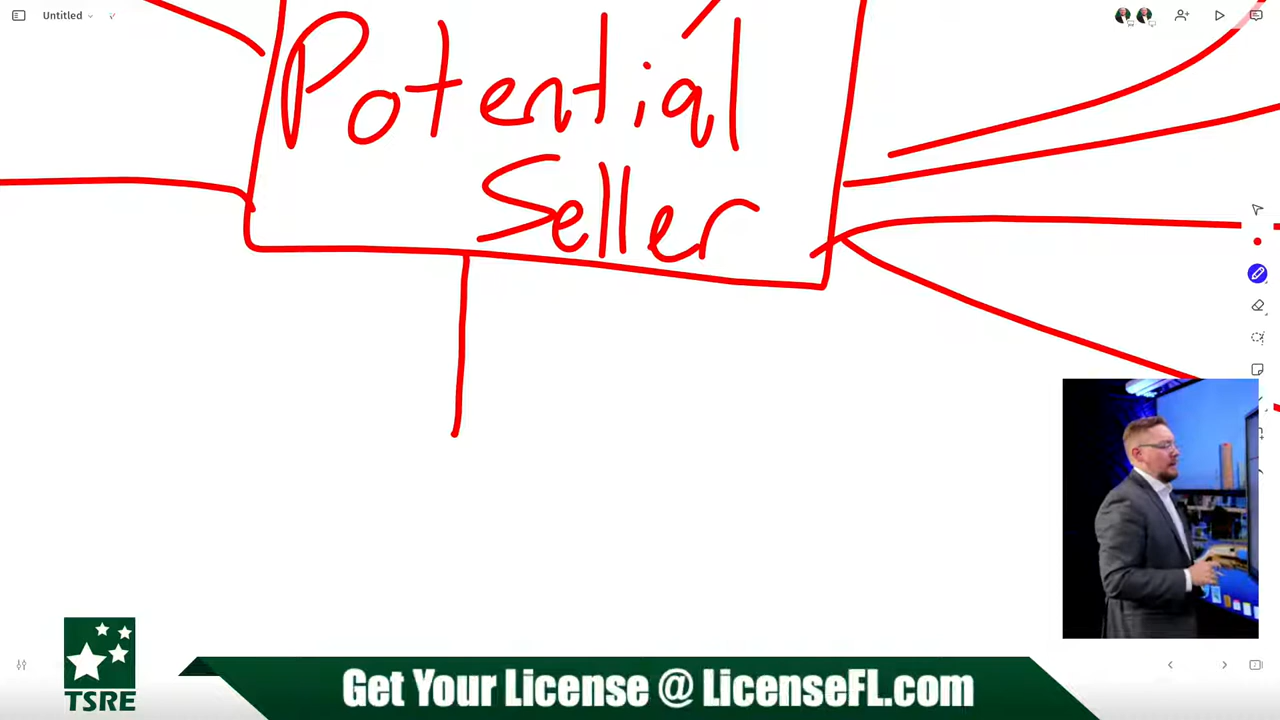 Untitled
Potential
Seller
TSRE
Get Your License @ LicenseFL.com